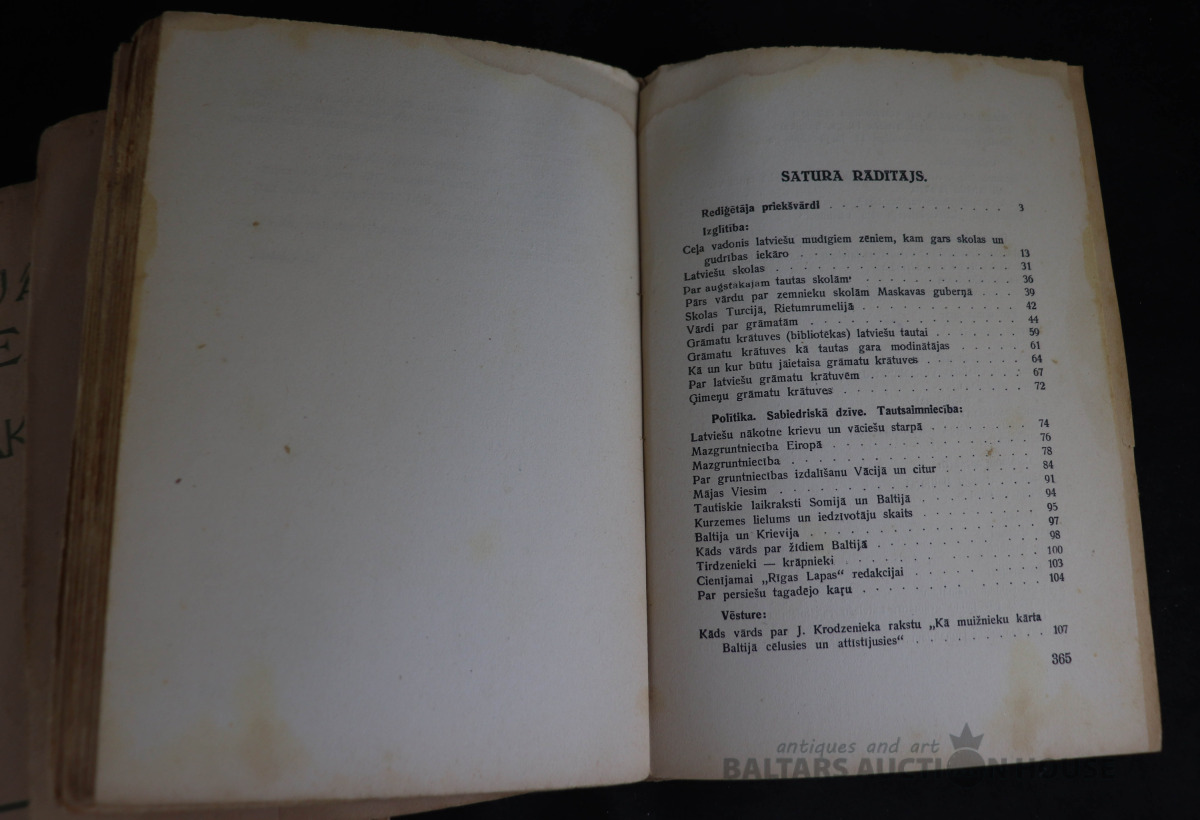 SATURA RĀDĪTĀJS.
Rediģētāja priekšvārdi . . . . . . . . . . . . . . 3
Izglītība:
Ceļa vadonis latviešu mudīgiem zēniem, kam gars skolas un
gudrības iekāro . . . . . . . . . . . . . . 13
Latviešu skolas . . . . . . . . . . . . . . 31
Par augstākajām tautas skolām . . . . . . . . . . 36
Pārs vārdu par zemnieku skolām Maskavas guberņā . . . 39
Skolas Turcijā, Rietumrumelijā . . . . . . . . . . 42
Vārdi par grāmatām . . . . . . . . . . . . . . 44
Grāmatu krātuves (bibliotēkas) latviešu tautai . . . . . . 59
Grāmatu krātuves kā tautas gara modinātājas . . . . . 61
Kā un kur būtu jāietaisa grāmatu krātuves . . . . . . . 64
Par latviešu grāmatu krātuvēm . . . . . . . . . . 67
Ģimeņu grāmatu krātuves . . . . . . . . . . . . 72
Politika. Sabiedriskā dzīve. Tautsaimniecība:
Latviešu nākotne krievu un vāciešu starpā . . . . . . . 74
Mazgruntniecība Eiropā . . . . . . . . . . . . 76
Mazgruntniecība . . . . . . . . . . . . . . 78
Par gruntniecības izdalīšanu Vācijā un citur . . . . . . 84
Mājas Viesim . . . . . . . . . . . . . . 91
Tautiskie laikraksti Somijā un Baltijā . . . . . . . . 94
Kurzemes lielums un iedzīvotāju skaits . . . . . . . . 95
Baltija un Krievija . . . . . . . . . . . . . . 97
Kāds vārds par žīdiem Baltijā . . . . . . . . . . 98
Tirdzenieki — krāpnieki . . . . . . . . . . . . 100
Cienījamai „Rīgas Lapas“ redakcijai . . . . . . . . 103
Par persiešu tagadējo kaŗu . . . . . . . . . . . 104
Vēsture:
Kāds vārds par J. Krodzenieka rakstu „Kā muižnieku kārta
Baltijā cēlusies un attīstījusies“ . . . . . . . . . . 107
365
antiques and art
BALTARS AUCTION HOUSE